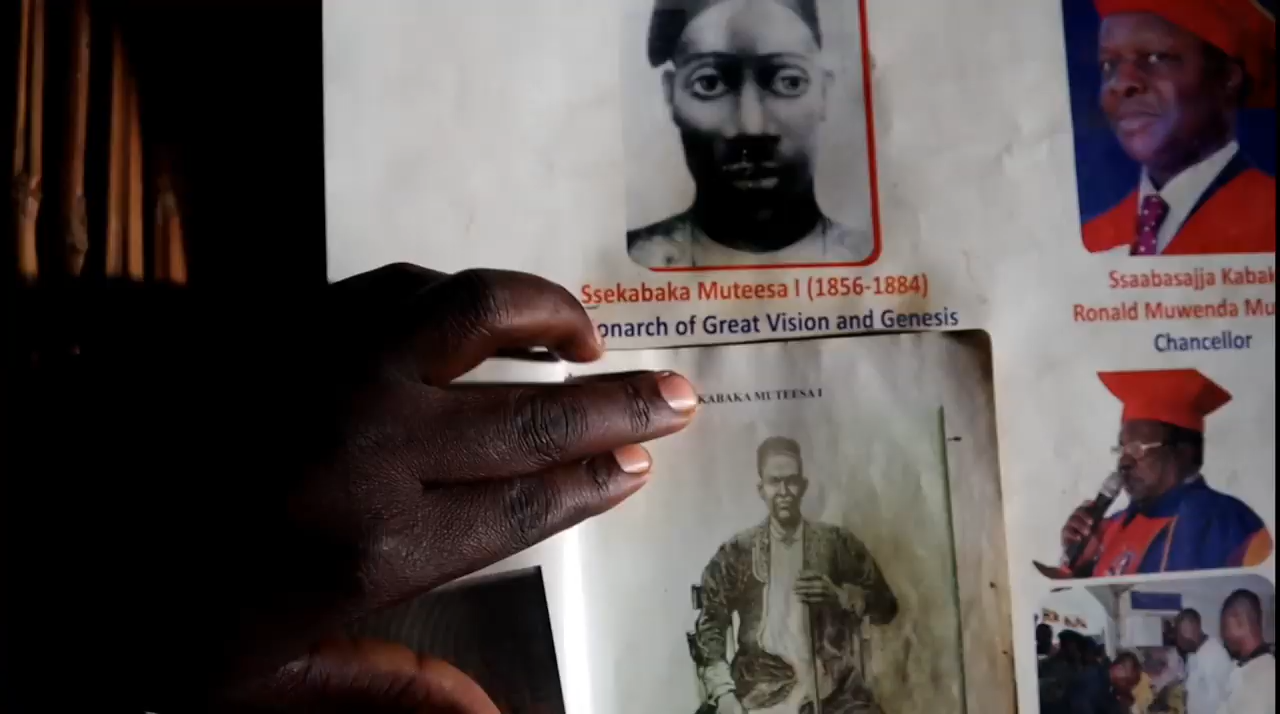 Ssekabaka Muteesa I (1856-1884)
onarch of Great Vision and Genesis
KABAKA MUTEESA I
Ssaabasajja Kabak
Ronald Muwenda Mu
Chancellor